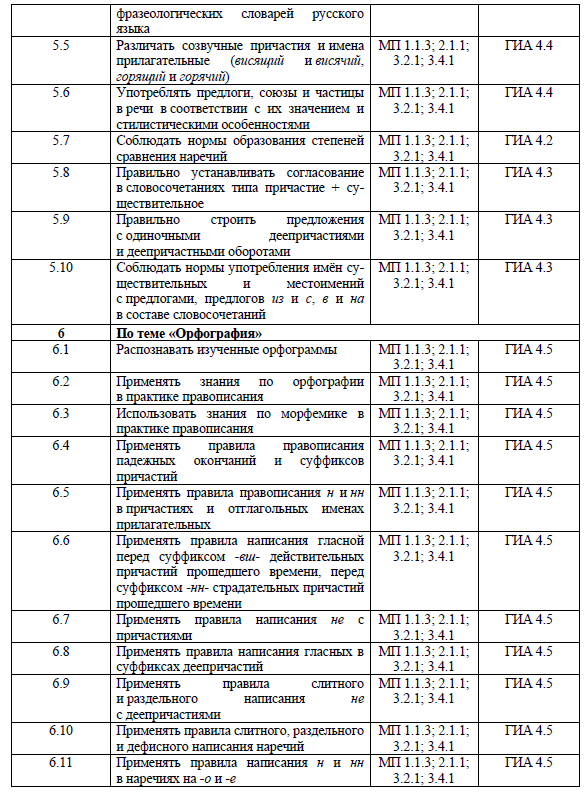 фразеологических словарей русского
языка
5.5 Различать созвучные причастия и имена МП 1.1.3; 2.1.1; ГИА 4.4
прилагательные (висящий и висячий, 3.2.1; 3.4.1
горящий и горячий)
5.6 Употреблять предлоги, союзы и частицы МП 1.1.3; 2.1.1; ГИА 4.4
в речи в соответствии с их значением и 3.2.1; 3.4.1
стилистическими особенностями
5.7 Соблюдать нормы образования степеней МП 1.1.3; 2.1.1; ГИА 4.2
сравнения наречий 3.2.1; 3.4.1
5.8 Правильно устанавливать согласование МП 1.1.3; 2.1.1; ГИА 4.3
в словосочетаниях типа причастие + су- 3.2.1; 3.4.1
ществительное
5.9 Правильно строить предложения МП 1.1.3; 2.1.1; ГИА 4.3
с одиночными деепричастиями 3.2.1; 3.4.1
и деепричастными оборотами
5.10 Соблюдать нормы употребления имён су- МП 1.1.3; 2.1.1; ГИА 4.3
ществительных и местоимений 3.2.1; 3.4.1
с предлогами, предлогов из и с, в и на
в составе словосочетаний
6 По теме «Орфография»
6.1 Распознавать изученные орфограммы МП 1.1.3; 2.1.1; ГИА 4.5
3.2.1; 3.4.1
6.2 Применять знания по орфографии МП 1.1.3; 2.1.1; ГИА 4.5
в практике правописания 3.2.1; 3.4.1
6.3 Использовать знания по морфемике в МП 1.1.3; 2.1.1; ГИА 4.5
практике правописания 3.2.1; 3.4.1
6.4 Применять правила правописания МП 1.1.3; 2.1.1; ГИА 4.5
падежных окончаний и суффиксов 3.2.1; 3.4.1
причастий
6.5 Применять правила правописания н и нн МП 1.1.3; 2.1.1; ГИА 4.5
в причастиях и отглагольных именах 3.2.1; 3.4.1
прилагательных
6.6 Применять правила написания гласной МП 1.1.3; 2.1.1; ГИА 4.5
перед суффиксом -вш- действительных 3.2.1; 3.4.1
причастий прошедшего времени, перед
суффиксом -нн- страдательных причастий
прошедшего времени
6.7 Применять правила написания не с МП 1.1.3; 2.1.1; ГИА 4.5
причастиями 3.2.1; 3.4.1
6.8 Применять правила написания гласных в МП 1.1.3; 2.1.1; ГИА 4.5
суффиксах деепричастий 3.2.1; 3.4.1
6.9 Применять правила слитного МП 1.1.3; 2.1.1; ГИА 4.5
и раздельного написания не 3.2.1; 3.4.1
с деепричастиями
6.10 Применять правила слитного, раздельного МП 1.1.3; 2.1.1; ГИА 4.5
и дефисного написания наречий 3.2.1; 3.4.1
6.11 Применять правила написания н и нн МП 1.1.3; 2.1.1; ГИА 4.5
в наречиях на -о и -е 3.2.1; 3.4.1